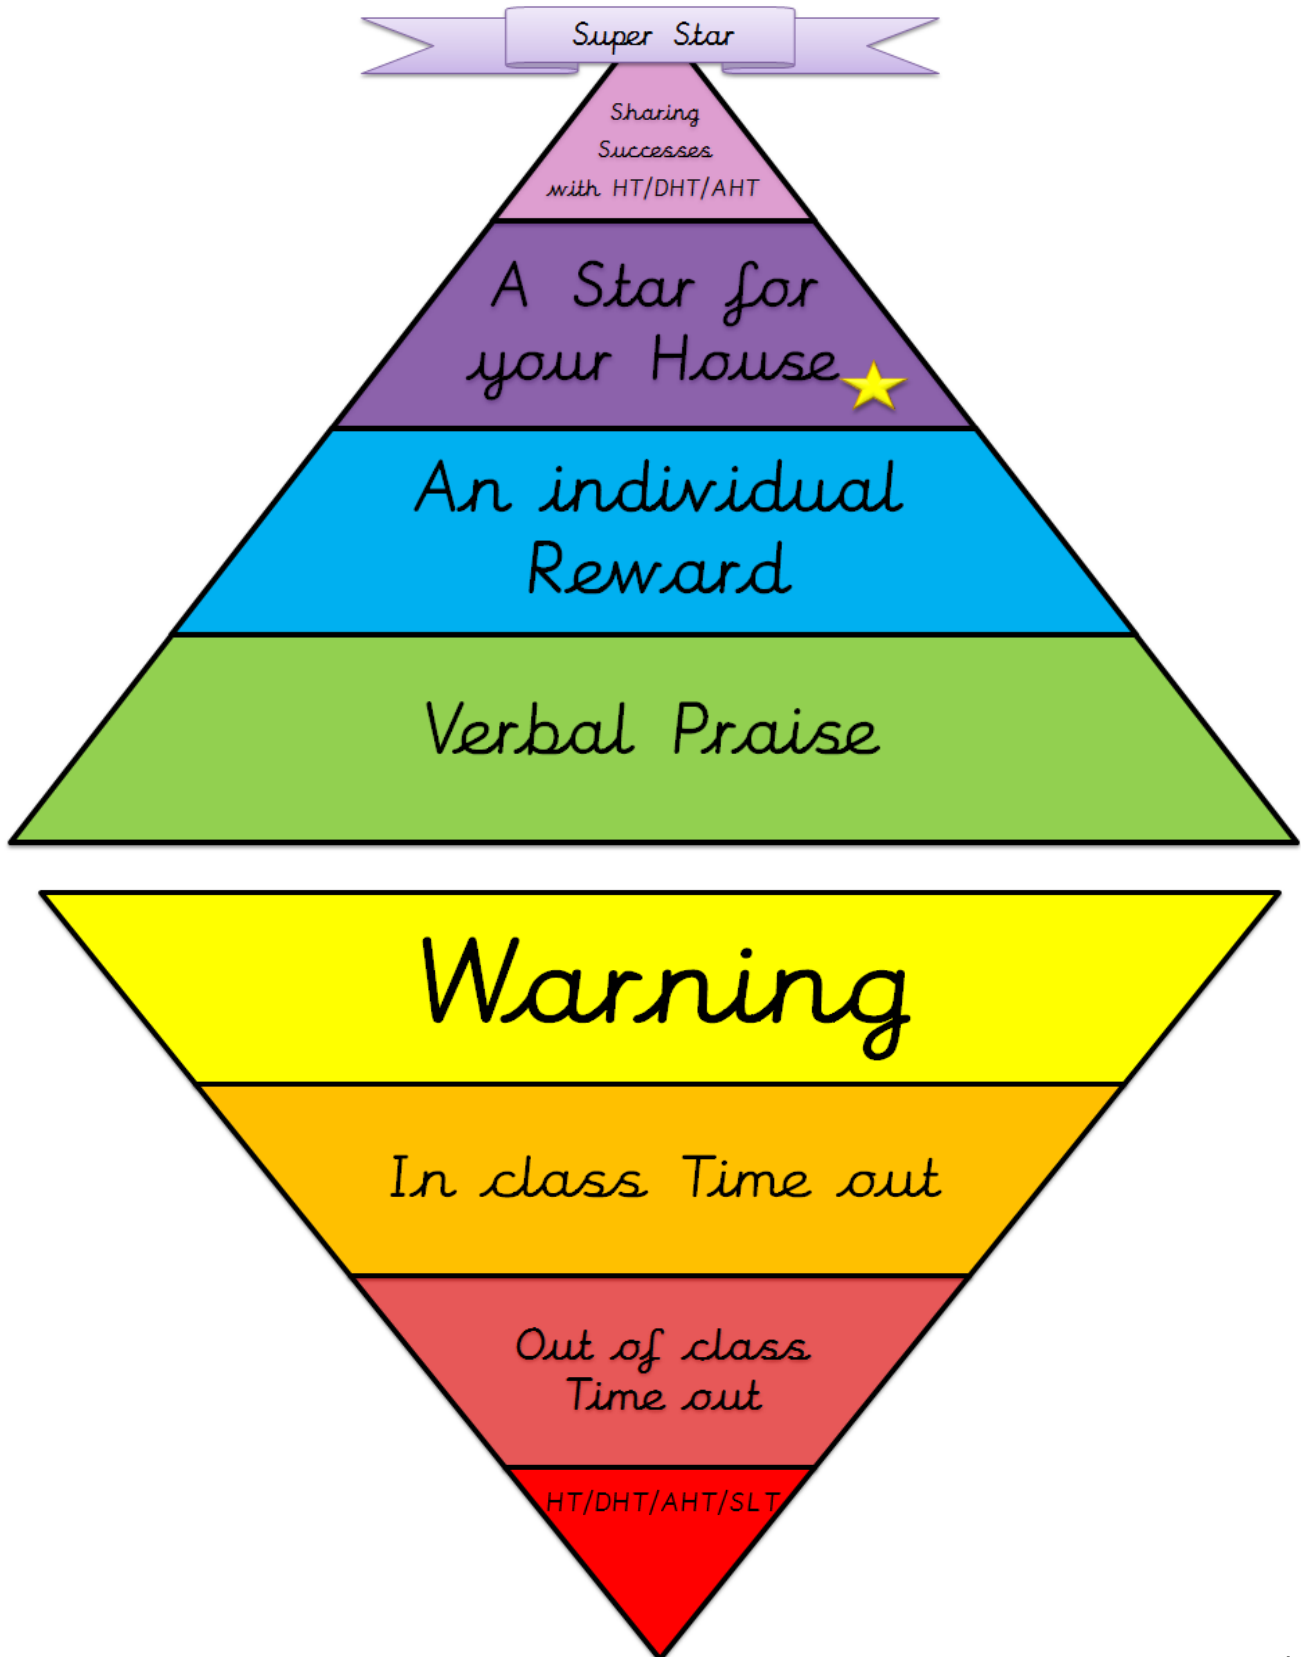 Super Star
Sharing
Successes
with HT/DHT/AHT
A Star for
your House
An individual
Reward
Verbal Praise
Warning
In class Time out
Out of class
Time out
HT/DHT/AHT/SLT